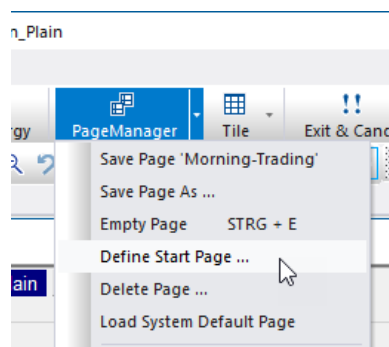 n_Plain
rgy PageManager Tile Exit & Canc
Save Page 'Morning-Trading'
Save Page As ...
Empty Page STRG + E
Define Start Page ...
ain
Delete Page ...
Load System Default Page